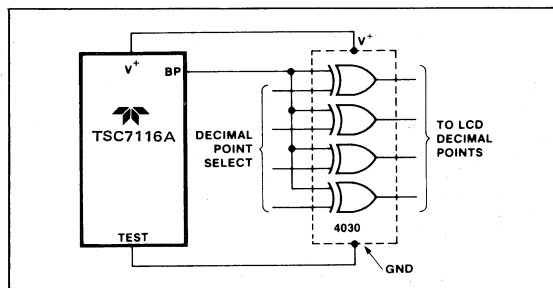 V+
V+
BP
TSC7116A
DECIMAL
POINT
SELECT
TO LCD
DECIMAL
POINTS
TEST
4030
GND